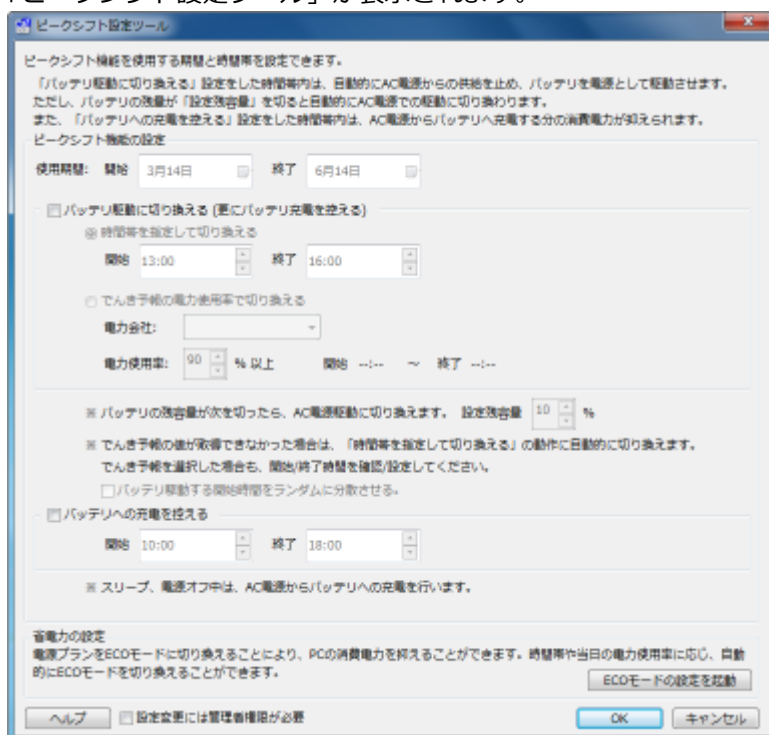 「ピークシフト設定ツール」が表示されます。
ピークシフト設定ツール
ピークシフト機能を使用する期間と時間帯を設定できます。
「バッテリ駆動に切り換える」設定をした時間帯内は、自動的にAC電源からの供給を止め、バッテリを電源として駆動させます。
ただし、バッテリの残量が「設定残容量」を切ると自動的にAC電源での駆動に切り換わります。
また、「バッテリへの充電を控える」設定をした時間帯内は、AC電源からバッテリへ充電する分の消費電力が抑えられます。
ピークシフト機能の設定
使用期間: 開始 3月14日 終了 6月14日
バッテリ駆動に切り換える (更にバッテリ充電を控える)
時間帯を指定して切り換える
開始 13:00 終了 16:00
でんき予報の電力使用率で切り換える
電力会社:
電力使用率: 90 % 以上 開始 --:-- ～ 終了 --:--
※ バッテリの残容量が次を切ったら、AC電源駆動に切り換えます。 設定残容量 10 %
※ でんき予報の値が取得できなかった場合は、「時間帯を指定して切り換える」の動作に自動的に切り換えます。
でんき予報を選択した場合も、開始/終了時間を確認/設定してください。
バッテリ駆動する開始時間をランダムに分散させる。
バッテリへの充電を控える
開始 10:00 終了 18:00
※ スリープ、電源オフ中は、AC電源からバッテリへの充電を行います。
省電力の設定
電源プランをECOモードに切り換えることにより、PCの消費電力を抑えることができます。時間帯や当日の電力使用率に応じ、自動
的にECOモードを切り換えることができます。
ECOモードの設定を起動
ヘルプ 設定変更には管理者権限が必要 OK キャンセル